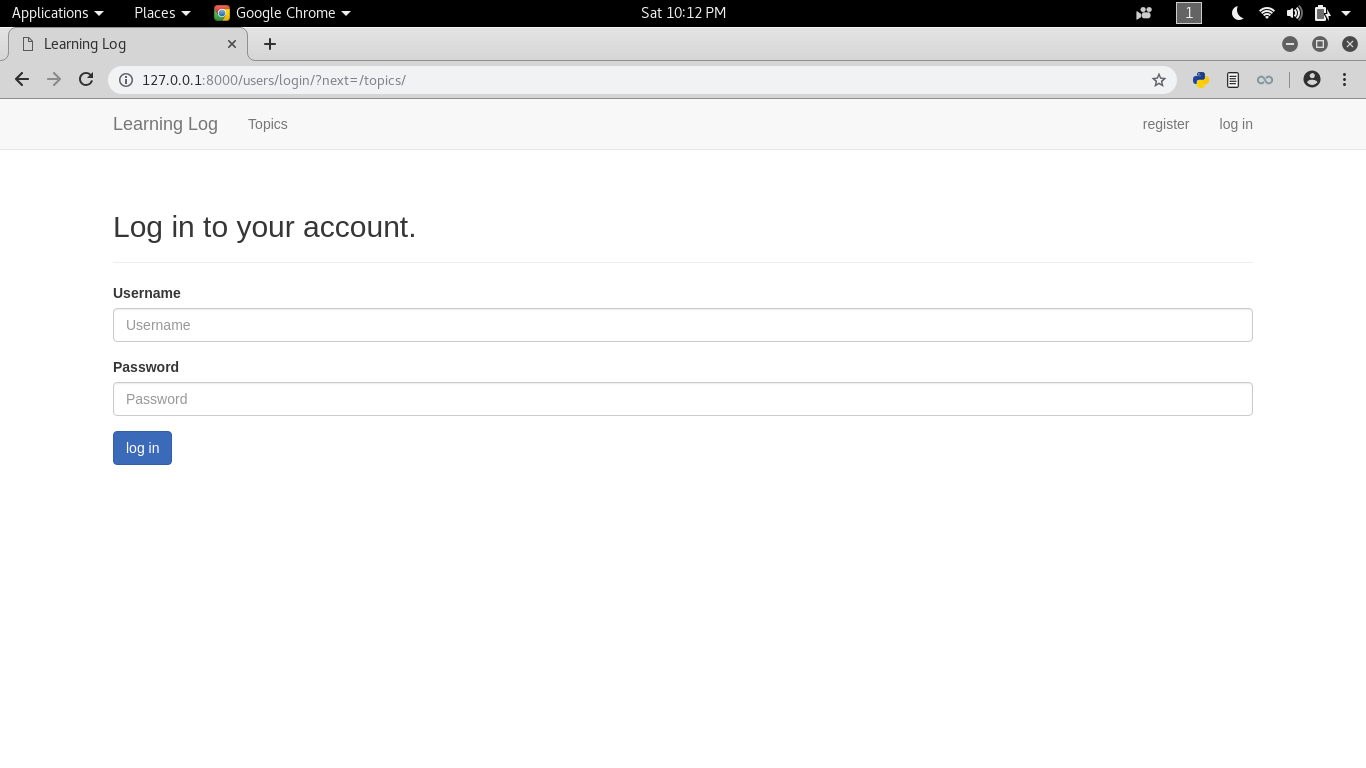 Applications Places Google Chrome Sat 10:12 PM 1
Learning Log
127.0.0.1:8000/users/login/?next=/topics/
Learning Log Topics register log in
Log in to your account.
Username
Username
Password
Password
log in